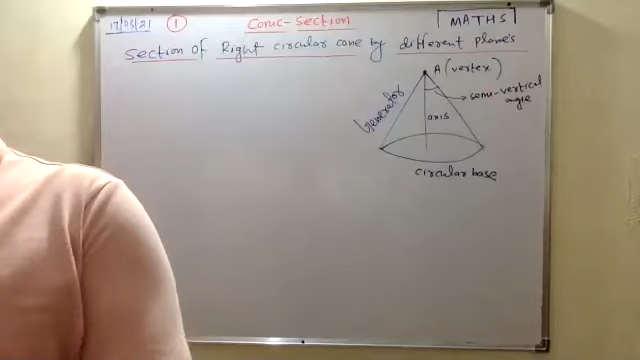 17/05/21 1 Conic-Section MATHS
Section of Right circular cone by different plane's
A (vertex)
Generator
semi-vertical
angle
axis
circular base